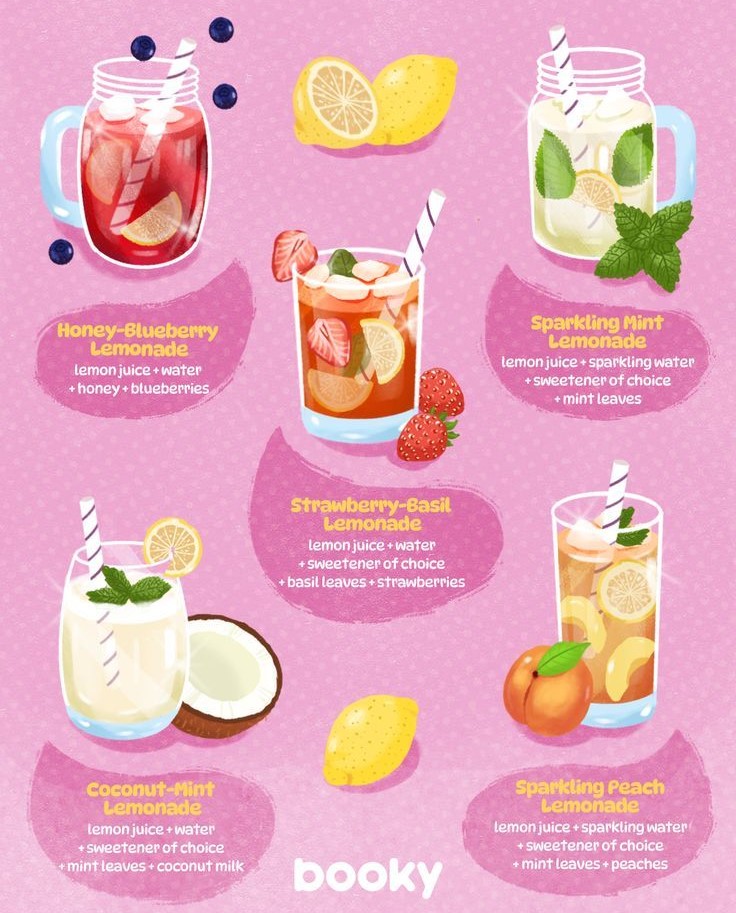 Honey-Blueberry
Lemonade
lemon juice + water
+ honey + blueberries
Sparkling Mint
Lemonade
lemon juice + sparkling water
+ sweetener of choice
+ mint leaves
Strawberry-Basil
Lemonade
lemon juice + water
+ sweetener of choice
+ basil leaves + strawberries
Coconut-Mint
Lemonade
lemon juice + water
+ sweetener of choice
+ mint leaves + coconut milk
Sparkling Peach
Lemonade
lemon juice + sparkling water
+ sweetener of choice
+ mint leaves + peaches
booky